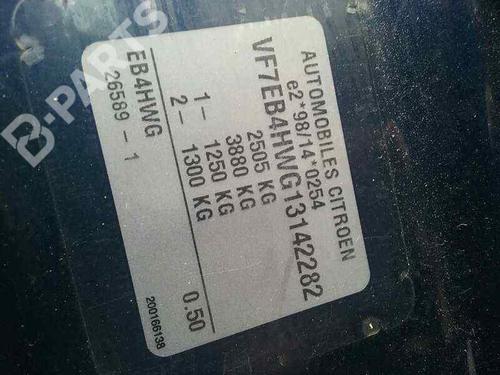 AUTOMOBILES CITROEN
e2*98/14*0254
VF7EB4HWG13142282
2505 KG
3880 KG
1– 1250 KG
2– 1300 KG
EB4HWG
26589 – 1
0.50
200166138
B-PARTS